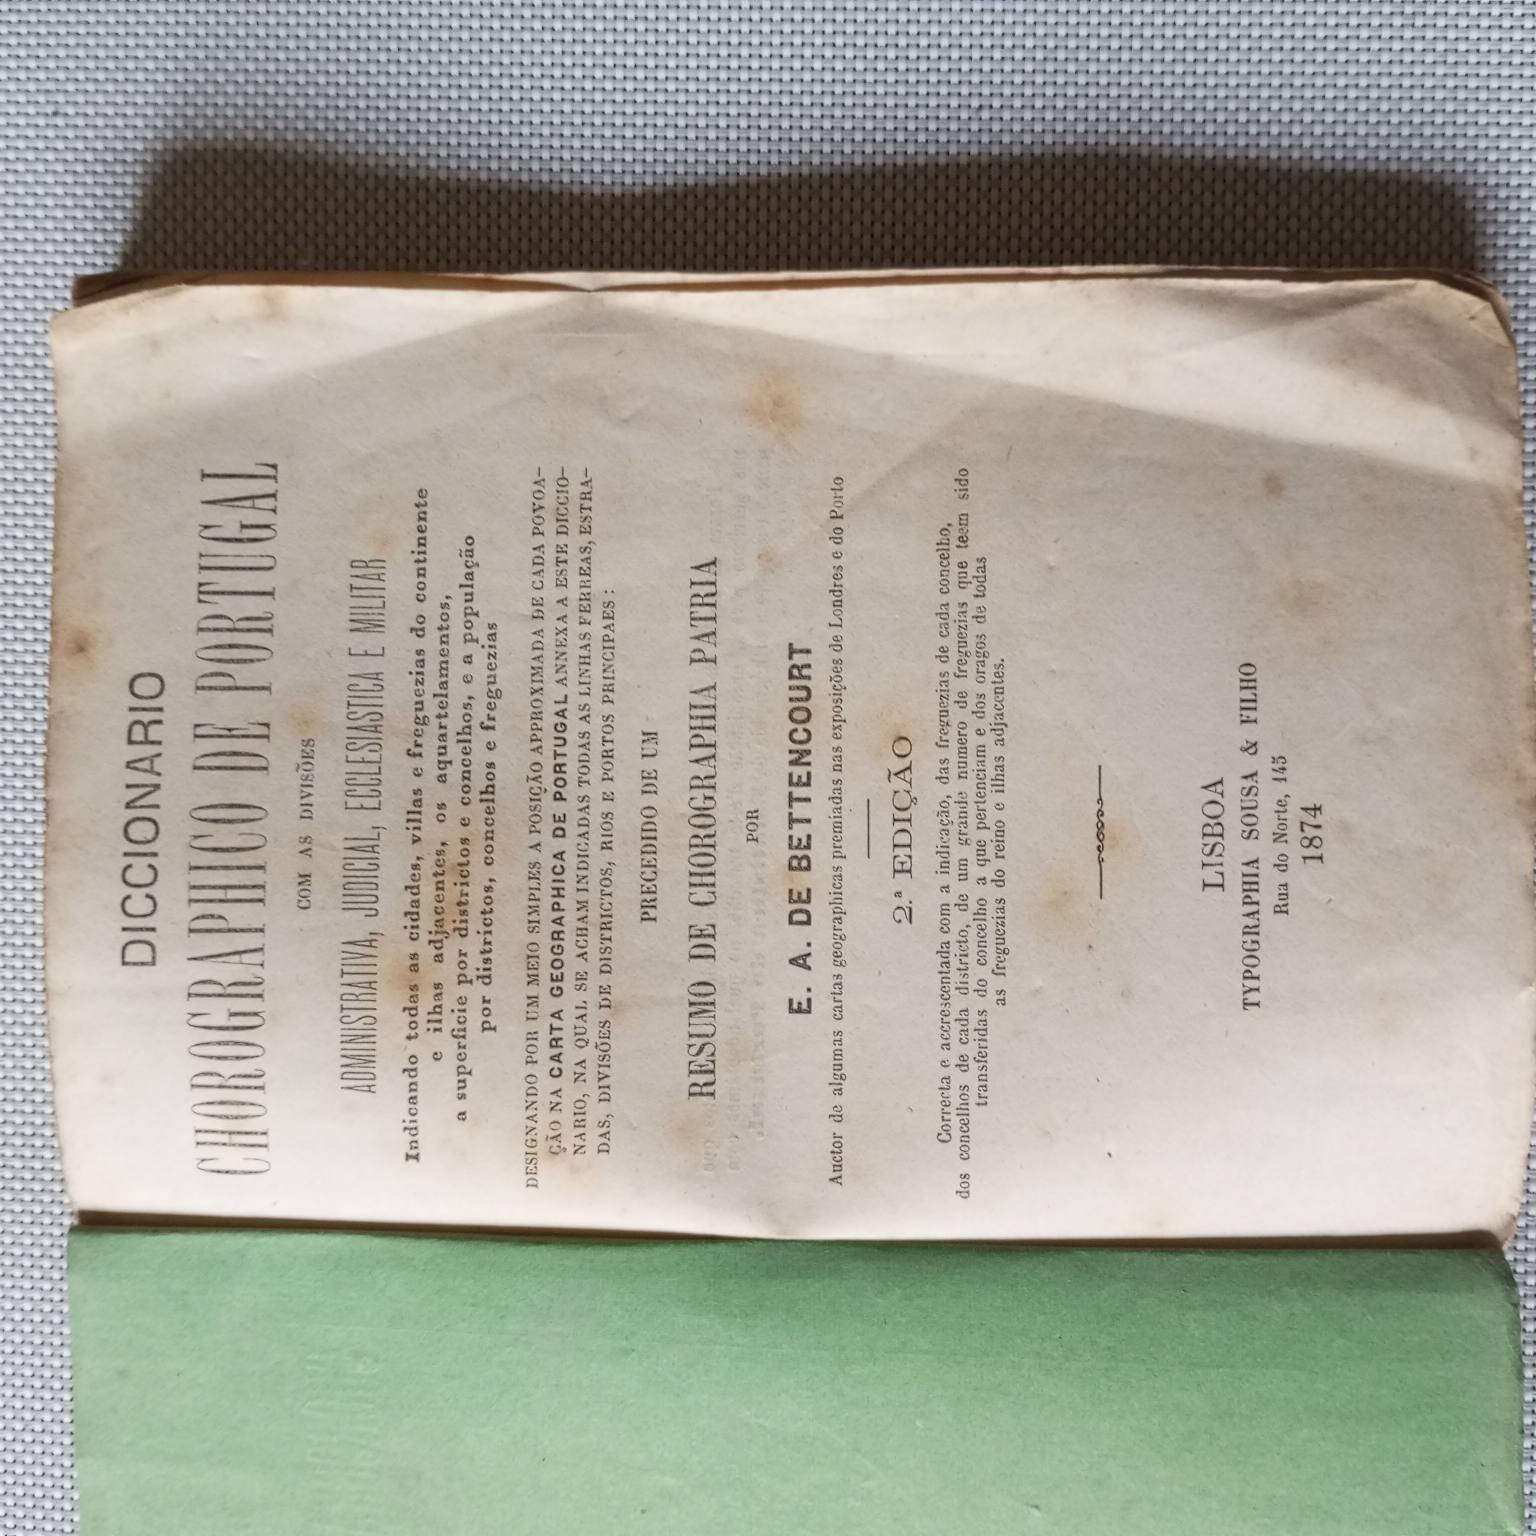 DICCIONARIO
CHOROGRAPHICO DE PORTUGAL
COM AS DIVISÕES
ADMINISTRATIVA, JUDICIAL, ECCLESIASTICA E MILITAR
Indicando todas as cidades, villas e freguezias do continente
e ilhas adjacentes, os aquartelamentos,
a superficie por districtos e concelhos, e a população
por districtos, concelhos e freguezias
DESIGNANDO POR UM MEIO SIMPLES A POSIÇÃO APPROXIMADA DE CADA POVOA-
ÇÃO NA CARTA GEOGRAPHICA DE PORTUGAL ANNEXA A ESTE DICCIO-
NARIO, NA QUAL SE ACHAM INDICADAS TODAS AS LINHAS FERREAS, ESTRA-
DAS, DIVISÕES DE DISTRICTOS, RIOS E PORTOS PRINCIPAES:
PRECEDIDO DE UM
RESUMO DE CHOROGRAPHIA PATRIA
POR
E. A. DE BETTENCOURT
Auctor de algumas cartas geographicas premiadas nas exposições de Londres e do Porto
2.ª EDIÇÃO
Correcta e accrescentada com a indicação, das freguezias de cada concelho,
dos concelhos de cada districto, de um grande numero de freguezias que teem sido
transferidas do concelho a que pertenciam e dos oragos de todas
as freguezias do reino e ilhas adjacentes.
LISBOA
TYPOGRAPHIA SOUSA & FILHO
Rua do Norte, 145
1874